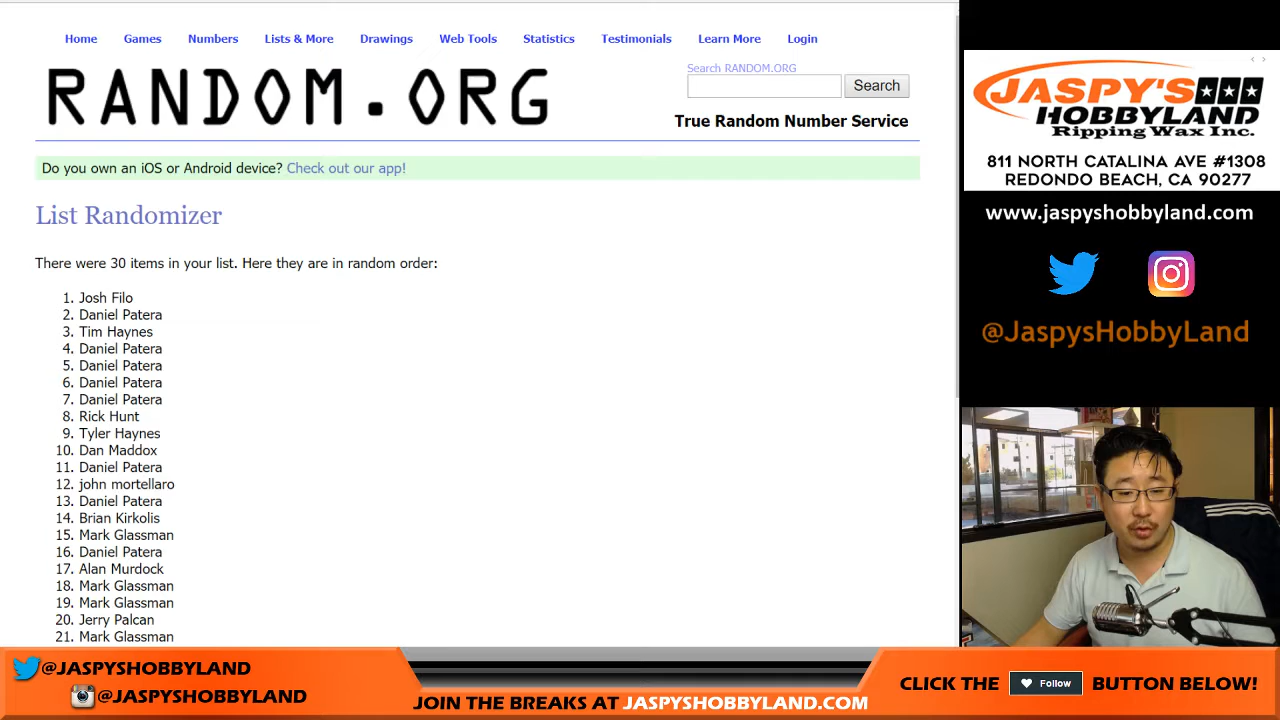 Home Games Numbers Lists & More Drawings Web Tools Statistics Testimonials Learn More Login
RANDOM.ORG
Search RANDOM.ORG
Search
True Random Number Service
Do you own an iOS or Android device? Check out our app!
List Randomizer
There were 30 items in your list. Here they are in random order:
1. Josh Filo
2. Daniel Patera
3. Tim Haynes
4. Daniel Patera
5. Daniel Patera
6. Daniel Patera
7. Daniel Patera
8. Rick Hunt
9. Tyler Haynes
10. Dan Maddox
11. Daniel Patera
12. john mortellaro
13. Daniel Patera
14. Brian Kirkolis
15. Mark Glassman
16. Daniel Patera
17. Alan Murdock
18. Mark Glassman
19. Mark Glassman
20. Jerry Palcan
21. Mark Glassman
JASPY'S
HOBBYLAND
Ripping Wax Inc.
811 NORTH CATALINA AVE #1308
REDONDO BEACH, CA 90277
www.jaspyshobbyland.com
@JaspysHobbyLand
@JASPYSHOBBYLAND
@JASPYSHOBBYLAND
JOIN THE BREAKS AT JASPYSHOBBYLAND.COM
CLICK THE Follow BUTTON BELOW!